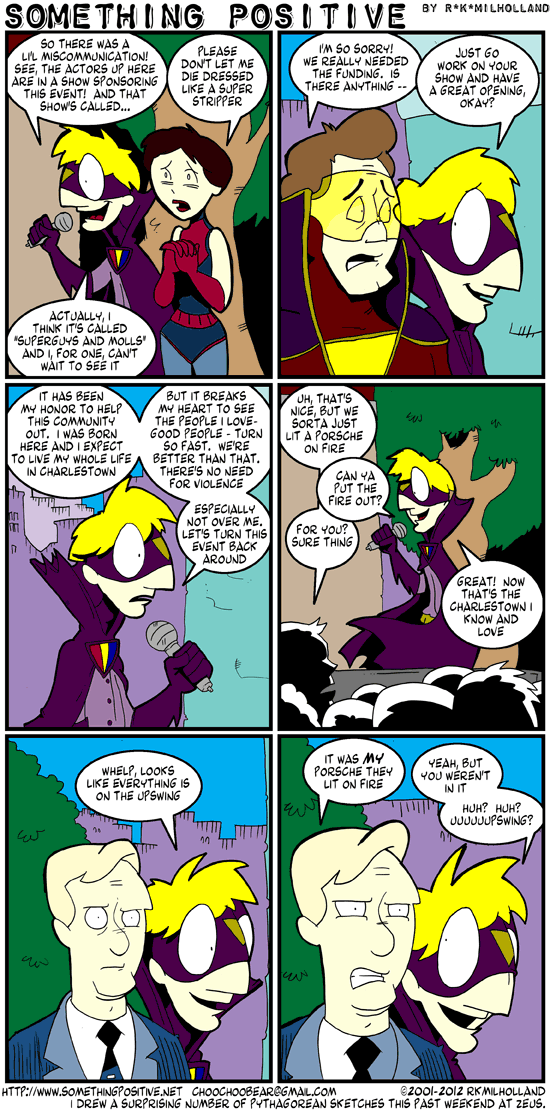 SOMETHING POSITIVE BY R*K*MILHOLLAND
SO THERE WAS A
LI'L MISCOMMUNICATION!
SEE, THE ACTORS UP HERE
ARE IN A SHOW SPONSORING
THIS EVENT! AND THAT
SHOW'S CALLED...
PLEASE
DON'T LET ME
DIE DRESSED
LIKE A SUPER
STRIPPER
ACTUALLY, I
THINK IT'S CALLED
"SUPERGUYS AND MOLLS"
AND I, FOR ONE, CAN'T
WAIT TO SEE IT
I'M SO SORRY!
WE REALLY NEEDED
THE FUNDING. IS
THERE ANYTHING --
JUST GO
WORK ON YOUR
SHOW AND HAVE
A GREAT OPENING,
OKAY?
IT HAS BEEN
MY HONOR TO HELP
THIS COMMUNITY
OUT. I WAS BORN
HERE AND I EXPECT
TO LIVE MY WHOLE LIFE
IN CHARLESTOWN
BUT IT BREAKS
MY HEART TO SEE
THE PEOPLE I LOVE-
GOOD PEOPLE - TURN
SO FAST. WE'RE
BETTER THAN THAT.
THERE'S NO NEED
FOR VIOLENCE
ESPECIALLY
NOT OVER ME.
LET'S TURN THIS
EVENT BACK
AROUND
UH, THAT'S
NICE, BUT WE
SORTA JUST
LIT A PORSCHE
ON FIRE
CAN YA
PUT THE
FIRE OUT?
FOR YOU?
SURE THING
GREAT! NOW
THAT'S THE
CHARLESTOWN I
KNOW AND
LOVE
WHELP, LOOKS
LIKE EVERYTHING IS
ON THE UPSWING
IT WAS MY
PORSCHE THEY
LIT ON FIRE
YEAH, BUT
YOU WEREN'T
IN IT
HUH? HUH?
UUUUUUPSWING?
HTTP://WWW.SOMETHINGPOSITIVE.NET CHOOCHOOBEAR@GMAIL.COM ©2001-2012 RKMILHOLLAND
I DREW A SURPRISING NUMBER OF PYTHAGOREAN SKETCHES THIS PAST WEEKEND AT ZEUS.